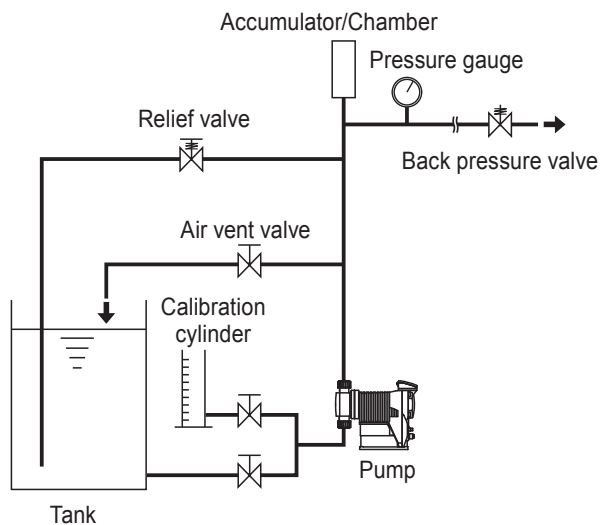 Accumulator/Chamber
Pressure gauge
Relief valve
Back pressure valve
Air vent valve
Calibration
cylinder
Pump
Tank